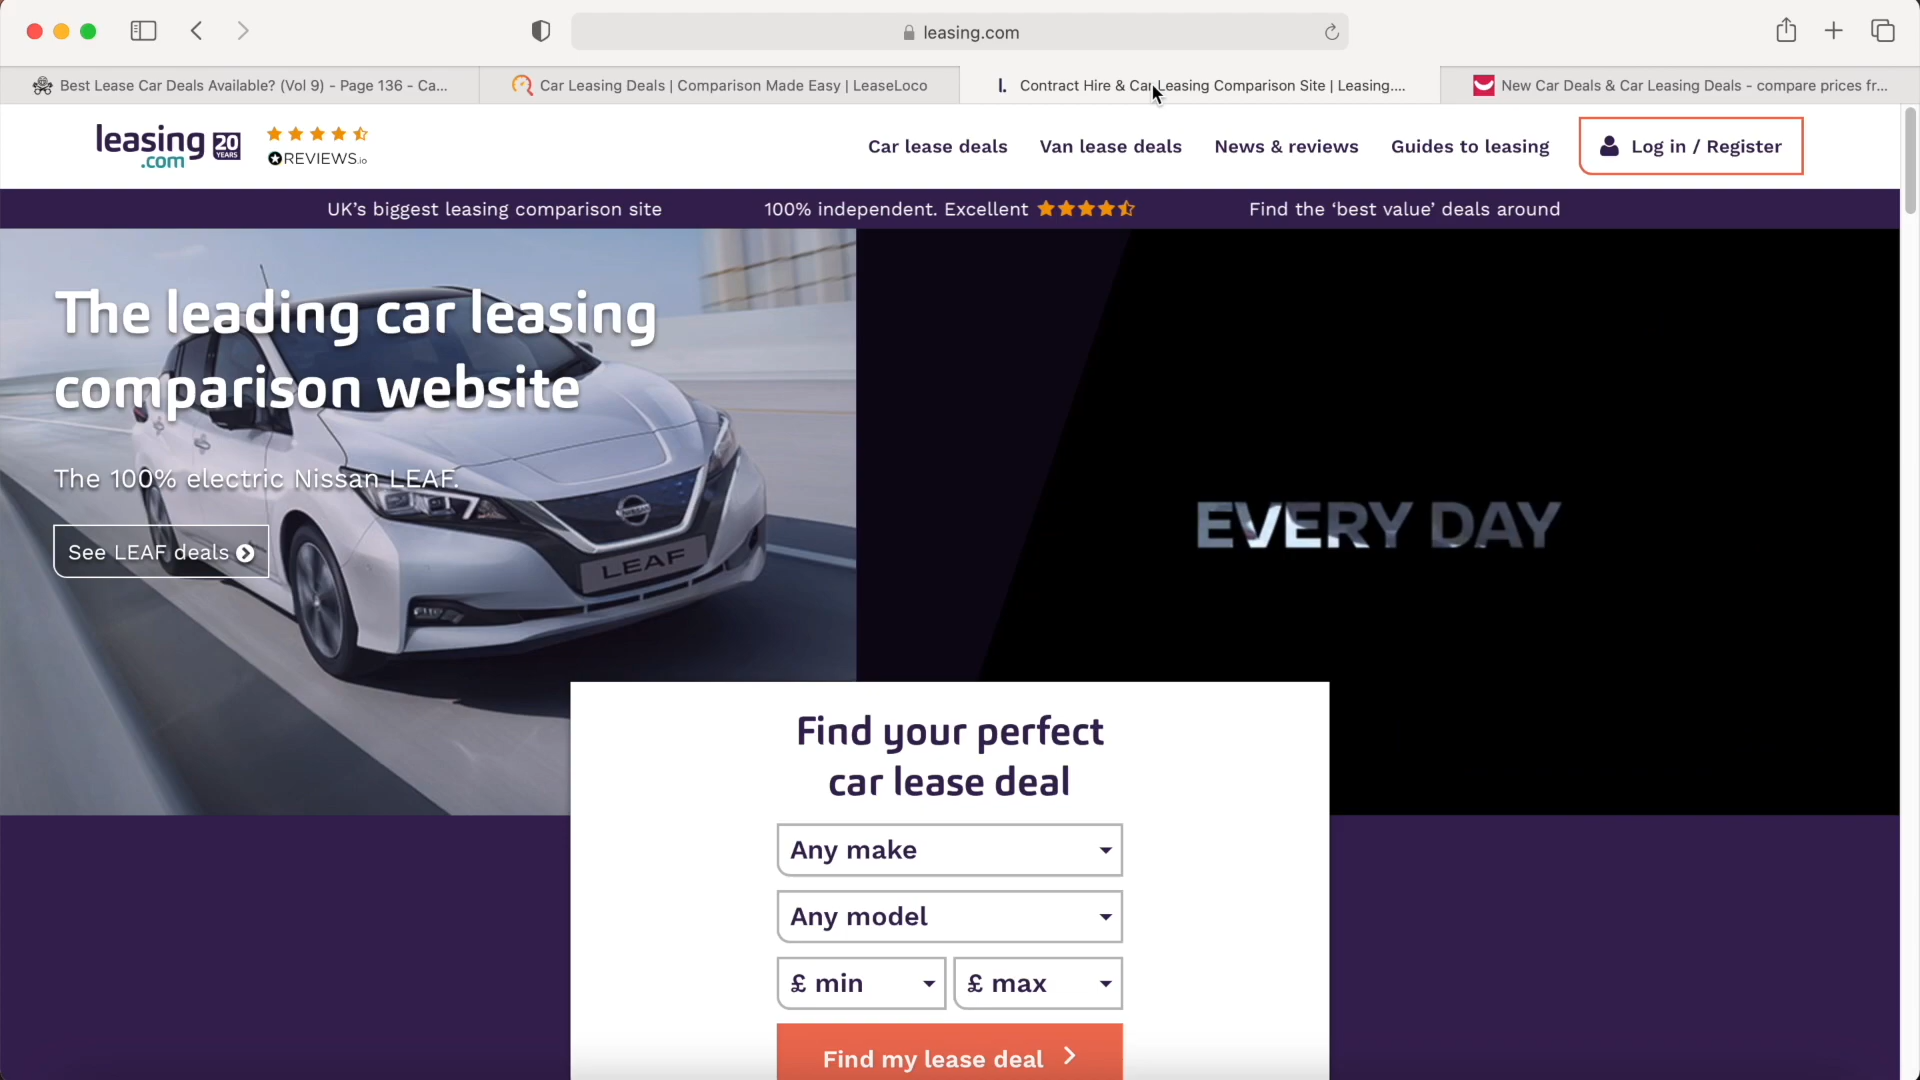 leasing.com
Best Lease Car Deals Available? (Vol 9) - Page 136 - Ca...
Car Leasing Deals | Comparison Made Easy | LeaseLoco
l. Contract Hire & Car Leasing Comparison Site | Leasing....
New Car Deals & Car Leasing Deals - compare prices fr...
leasing
.com
20
YEARS
REVIEWS.io
Car lease deals
Van lease deals
News & reviews
Guides to leasing
Log in / Register
UK’s biggest leasing comparison site
100% independent. Excellent
Find the ‘best value’ deals around
The leading car leasing
comparison website
The 100% electric Nissan LEAF.
See LEAF deals
NISSAN
LEAF
EVERY DAY
Find your perfect
car lease deal
Any make
Any model
£ min
£ max
Find my lease deal